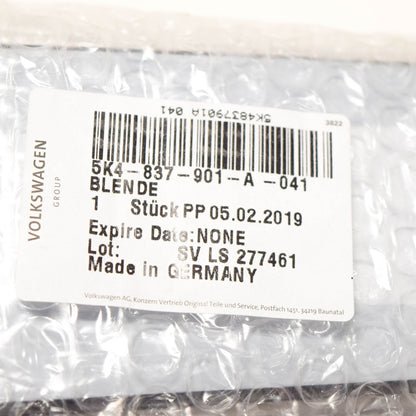 5K4837901A 041
3822
VOLKSWAGEN
GROUP
5K4-837-901-A -041
BLENDE
1 Stück PP 05.02.2019
Expire Date:NONE
Lot: SV LS 277461
Made in GERMANY
Volkswagen AG, Konzern Vertrieb Original Teile und Service, Postfach 1451, 34219 Baunatal